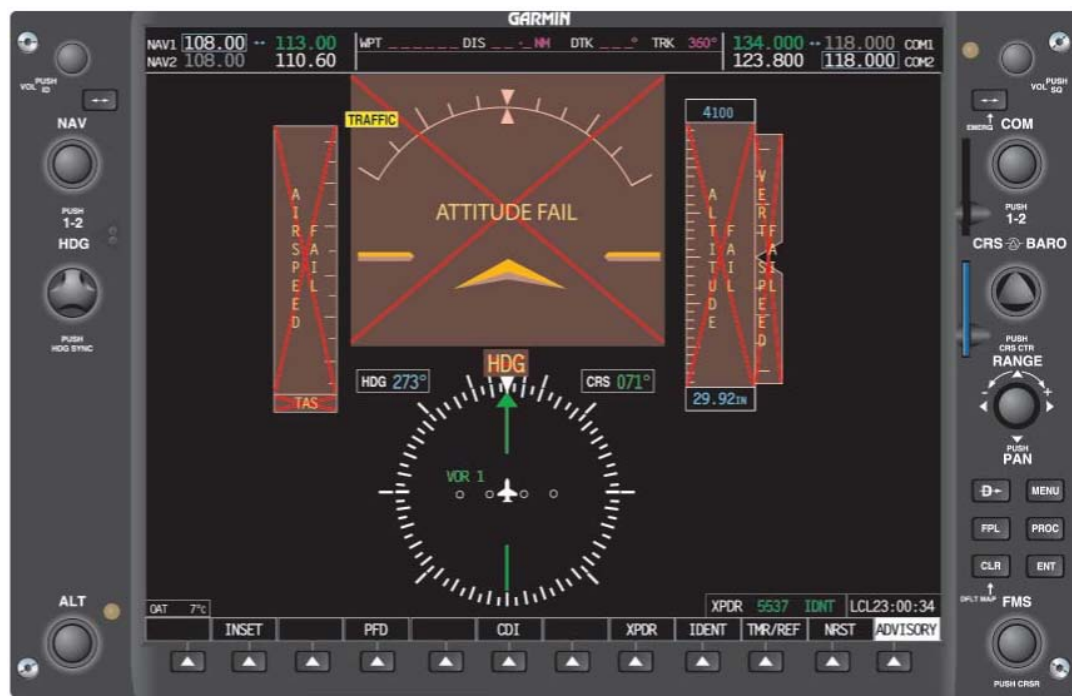 GARMIN
NAV1 108.00 ↔ 113.00
NAV2 108.00 110.60
WPT _ _ _ _ _ _ DIS _ _ . _ NM DTK _ _ _° TRK 360°
134.000 ↔ 118.000 COM1
123.800 118.000 COM2
VOL PUSH ID
NAV
PUSH
1-2
HDG
PUSH
HDG SYNC
ALT
TRAFFIC
ATTITUDE FAIL
AIRSPEED FAIL
TAS
4100
ALTITUDE FAIL
VERT SPEED FAIL
29.92IN
HDG
HDG 273°
CRS 071°
VOR 1
OAT 7°C
XPDR 5537 IDNT LCL23:00:34
INSET PFD CDI XPDR IDENT TMR/REF NRST ADVISORY
VOL PUSH SQ
EMERG
COM
PUSH
1-2
CRS BARO
PUSH
CRS CTR
RANGE
- +
PUSH
PAN
D MENU
FPL PROC
CLR ENT
DFLT MAP
FMS
PUSH CRSR